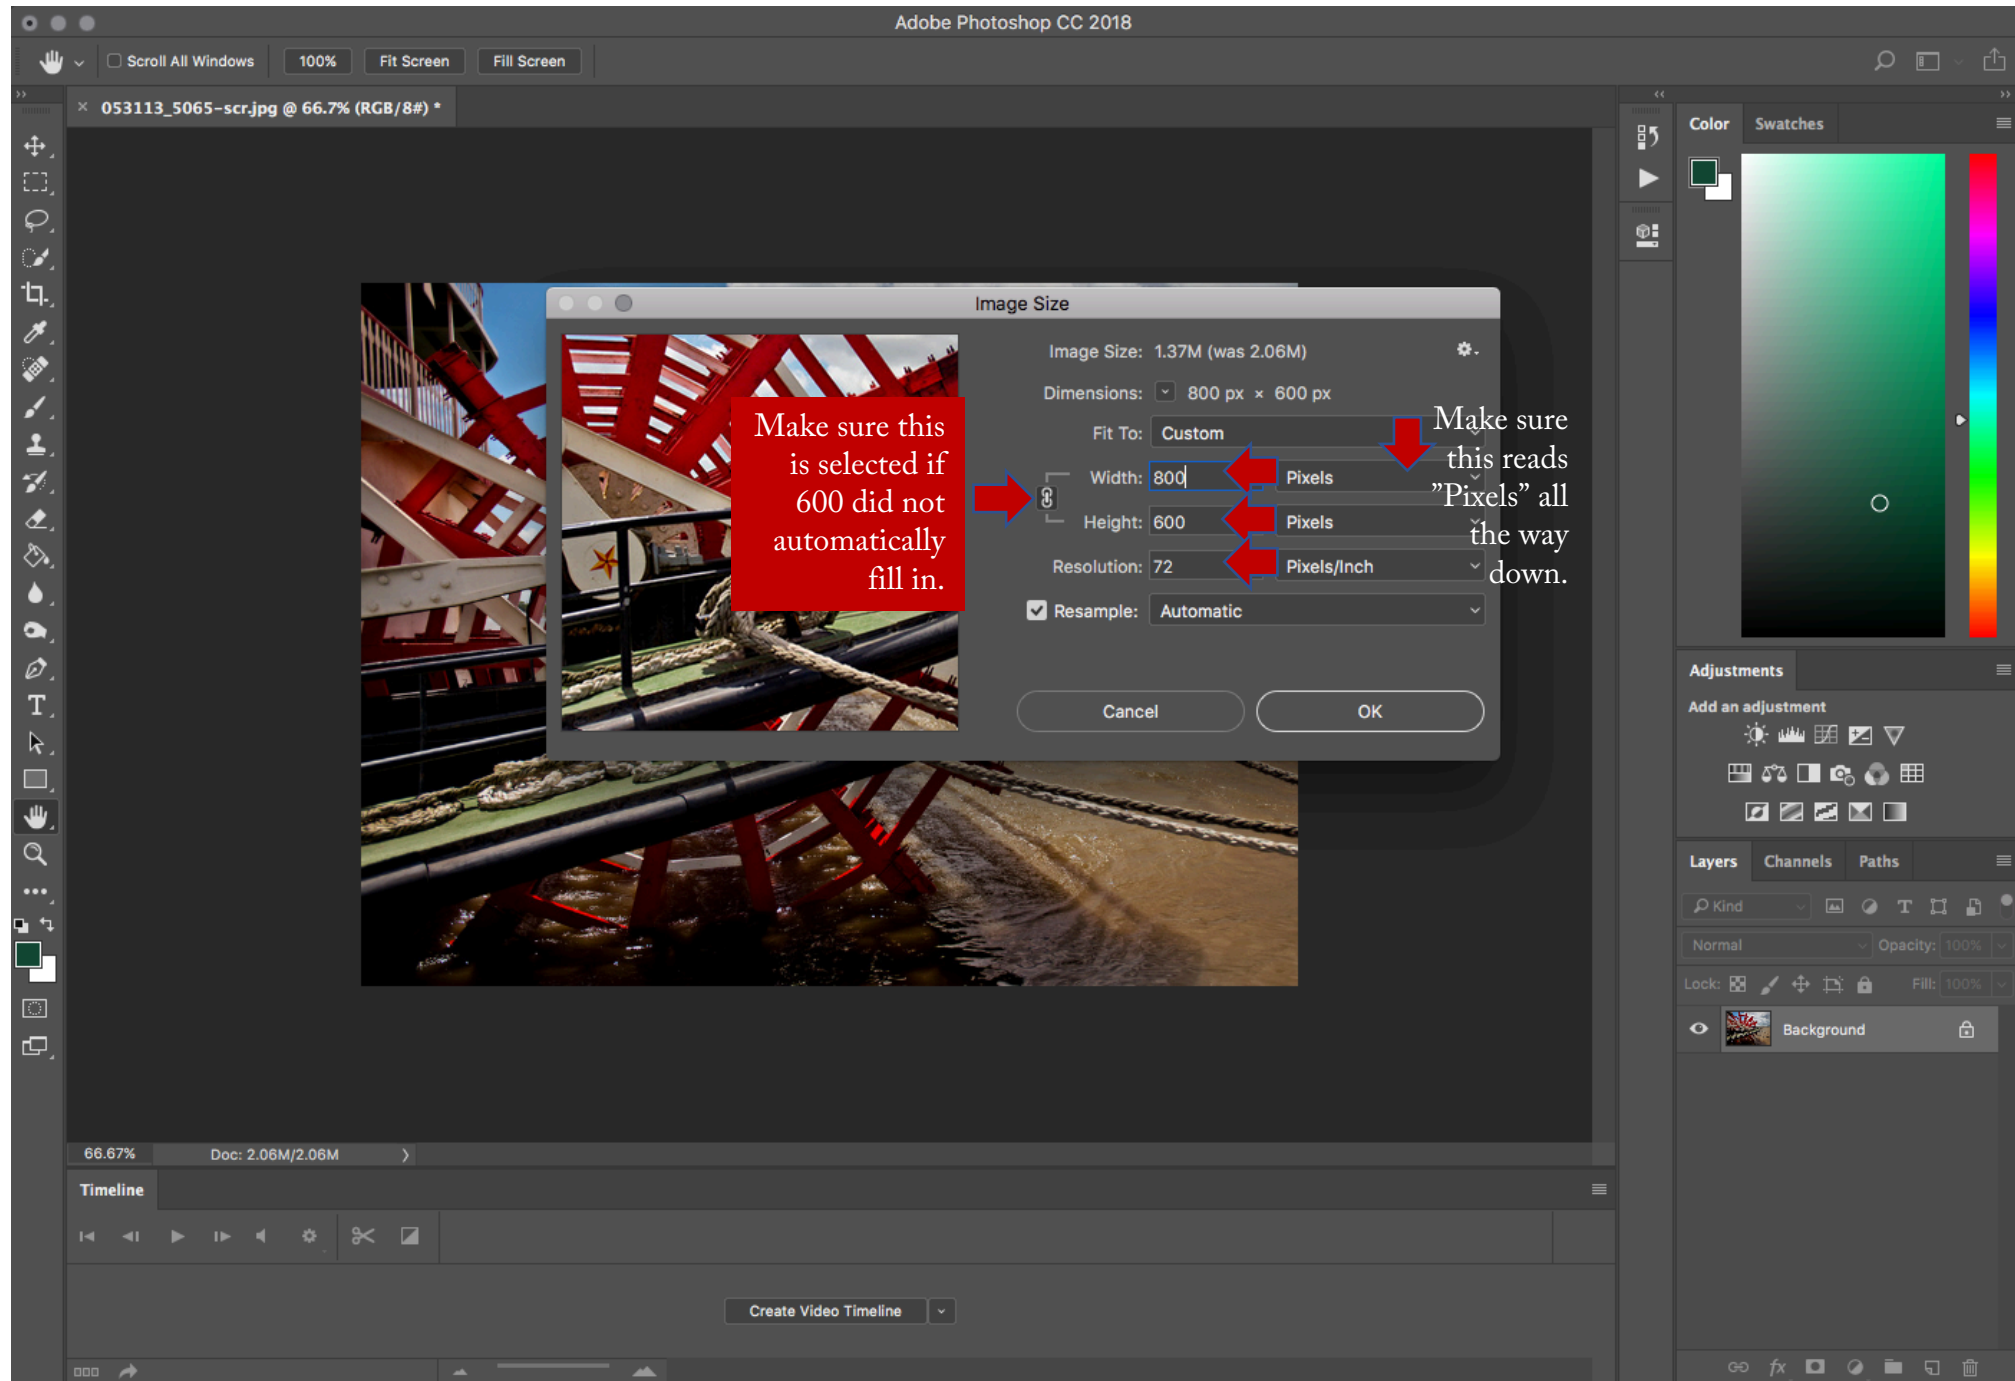 Adobe Photoshop CC 2018
Scroll All Windows
100%
Fit Screen
Fill Screen
053113_5065-scr.jpg @ 66.7% (RGB/8#) *
Color
Swatches
Image Size
Image Size: 1.37M (was 2.06M)
Dimensions: 800 px × 600 px
Fit To: Custom
Width: 800 Pixels
Height: 600 Pixels
Resolution: 72 Pixels/Inch
Resample: Automatic
Cancel
OK
Make sure this
is selected if
600 did not
automatically
fill in.
Make sure
this reads
”Pixels” all
the way
down.
Adjustments
Add an adjustment
Layers
Channels
Paths
Kind
Normal
Opacity: 100%
Lock:
Fill: 100%
Background
66.67%
Doc: 2.06M/2.06M
Timeline
Create Video Timeline